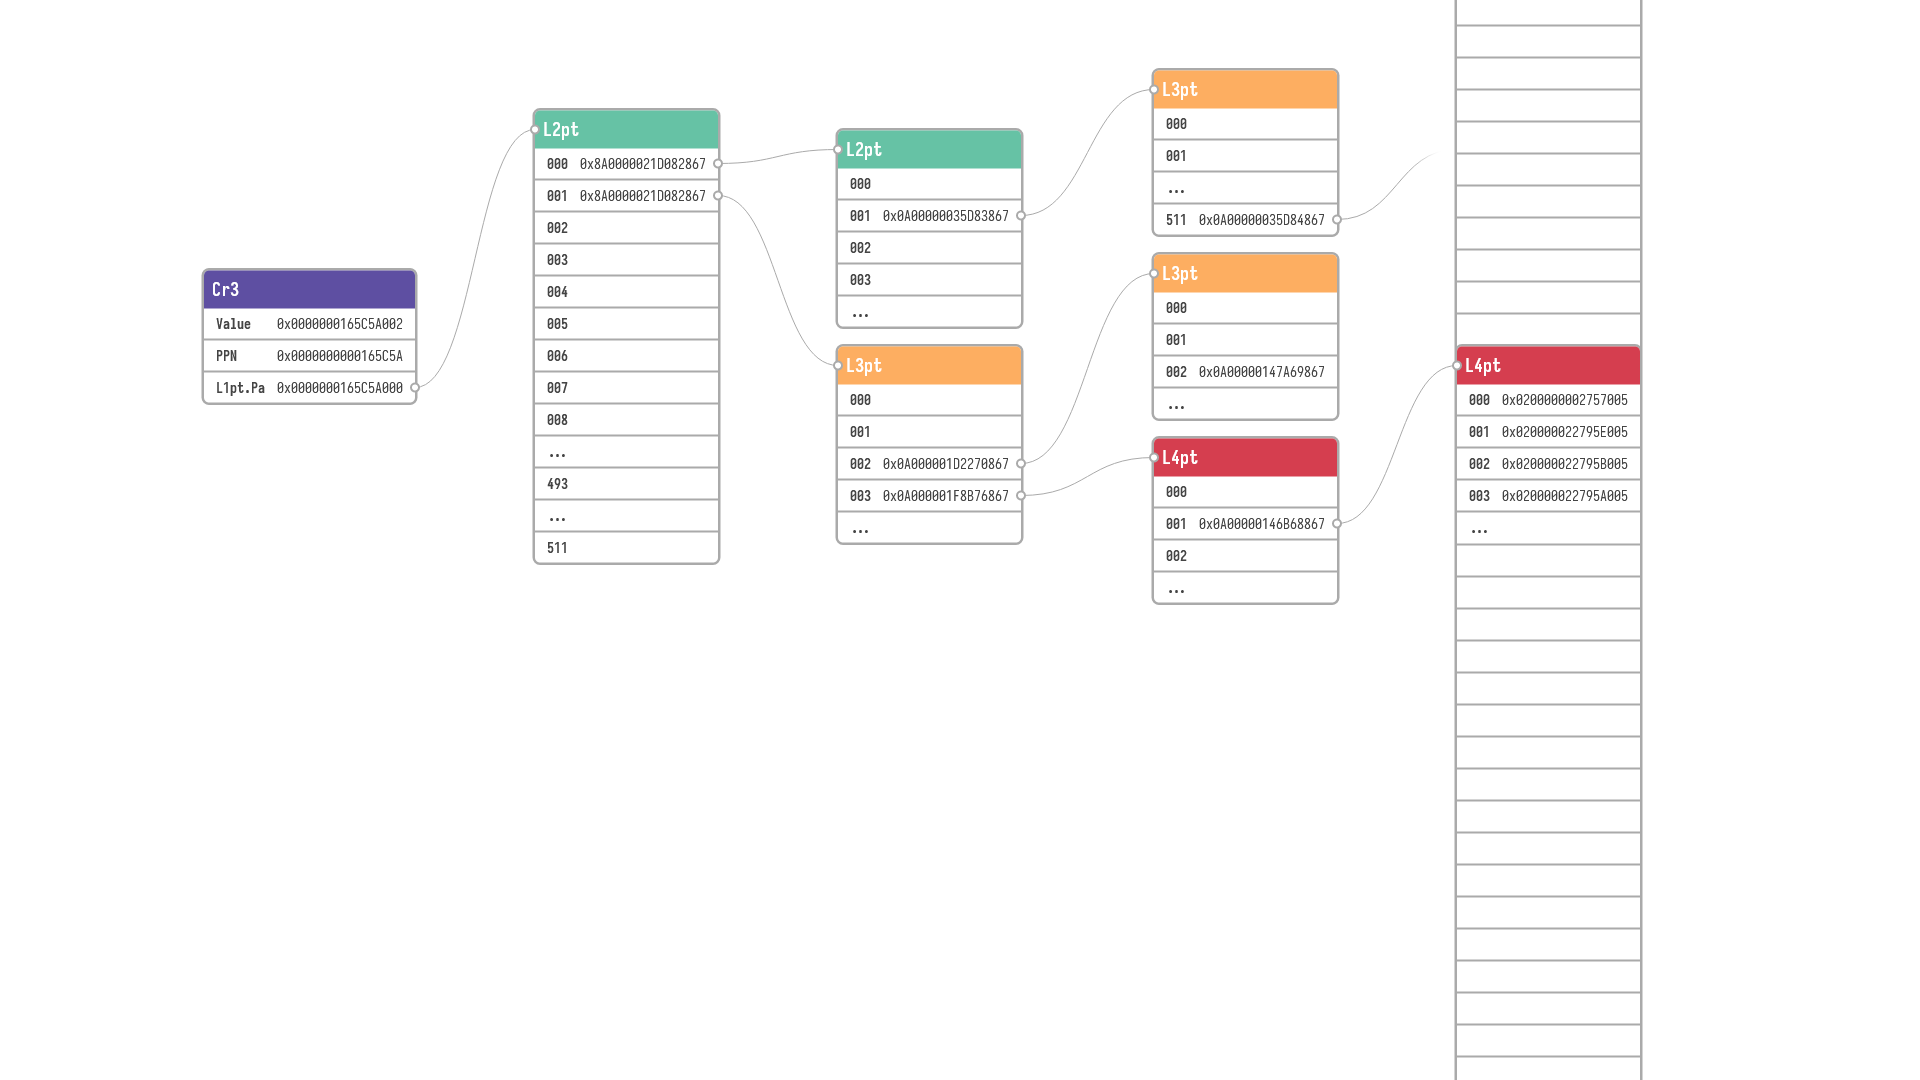 Cr3
Value 0x0000000165C5A002
PPN 0x0000000000165C5A
L1pt.Pa 0x0000000165C5A000
L2pt
000 0x8A0000021D082867
001 0x8A0000021D082867
002
003
004
005
006
007
008
...
493
...
511
L2pt
000
001 0x0A00000035D83867
002
003
...
L3pt
000
001
002 0x0A000001D2270867
003 0x0A000001F8B76867
...
L3pt
000
001
...
511 0x0A00000035D84867
L3pt
000
001
002 0x0A00000147A69867
...
L4pt
000
001 0x0A00000146B68867
002
...
L4pt
000 0x0200000002757005
001 0x020000022795E005
002 0x020000022795B005
003 0x020000022795A005
...